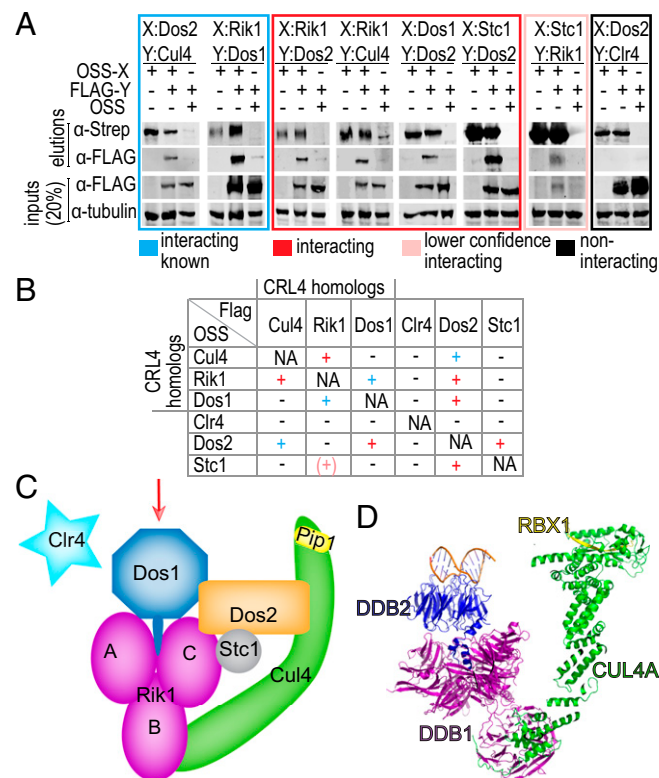 A
X:Dos2 X:Rik1 X:Rik1 X:Rik1 X:Dos1 X:Stc1 X:Stc1 X:Dos2
Y:Cul4 Y:Dos1 Y:Dos2 Y:Cul4 Y:Dos2 Y:Dos2 Y:Rik1 Y:Clr4
OSS-X + + - + + - + + - + + - + + - + + - + + - + + -
FLAG-Y - + + - + + - + + - + + - + + - + + - + + - + +
OSS - - + - - + - - + - - + - - + - - + - - + - - +
elutions
α-Strep
α-FLAG
inputs (20%)
α-FLAG
α-tubulin
interacting known
interacting
lower confidence interacting
non-interacting
B
CRL4 homologs
Flag
OSS
Cul4 Rik1 Dos1 Clr4 Dos2 Stc1
CRL4 homologs
Cul4 NA + - - + -
Rik1 + NA + - + -
Dos1 - + NA - + -
Clr4 - - - NA - -
Dos2 + - + - NA +
Stc1 - (+) - - + NA
C
Clr4
Dos1
Pip1
Dos2
A
C
Stc1
Cul4
Rik1
B
D
RBX1
DDB2
CUL4A
DDB1